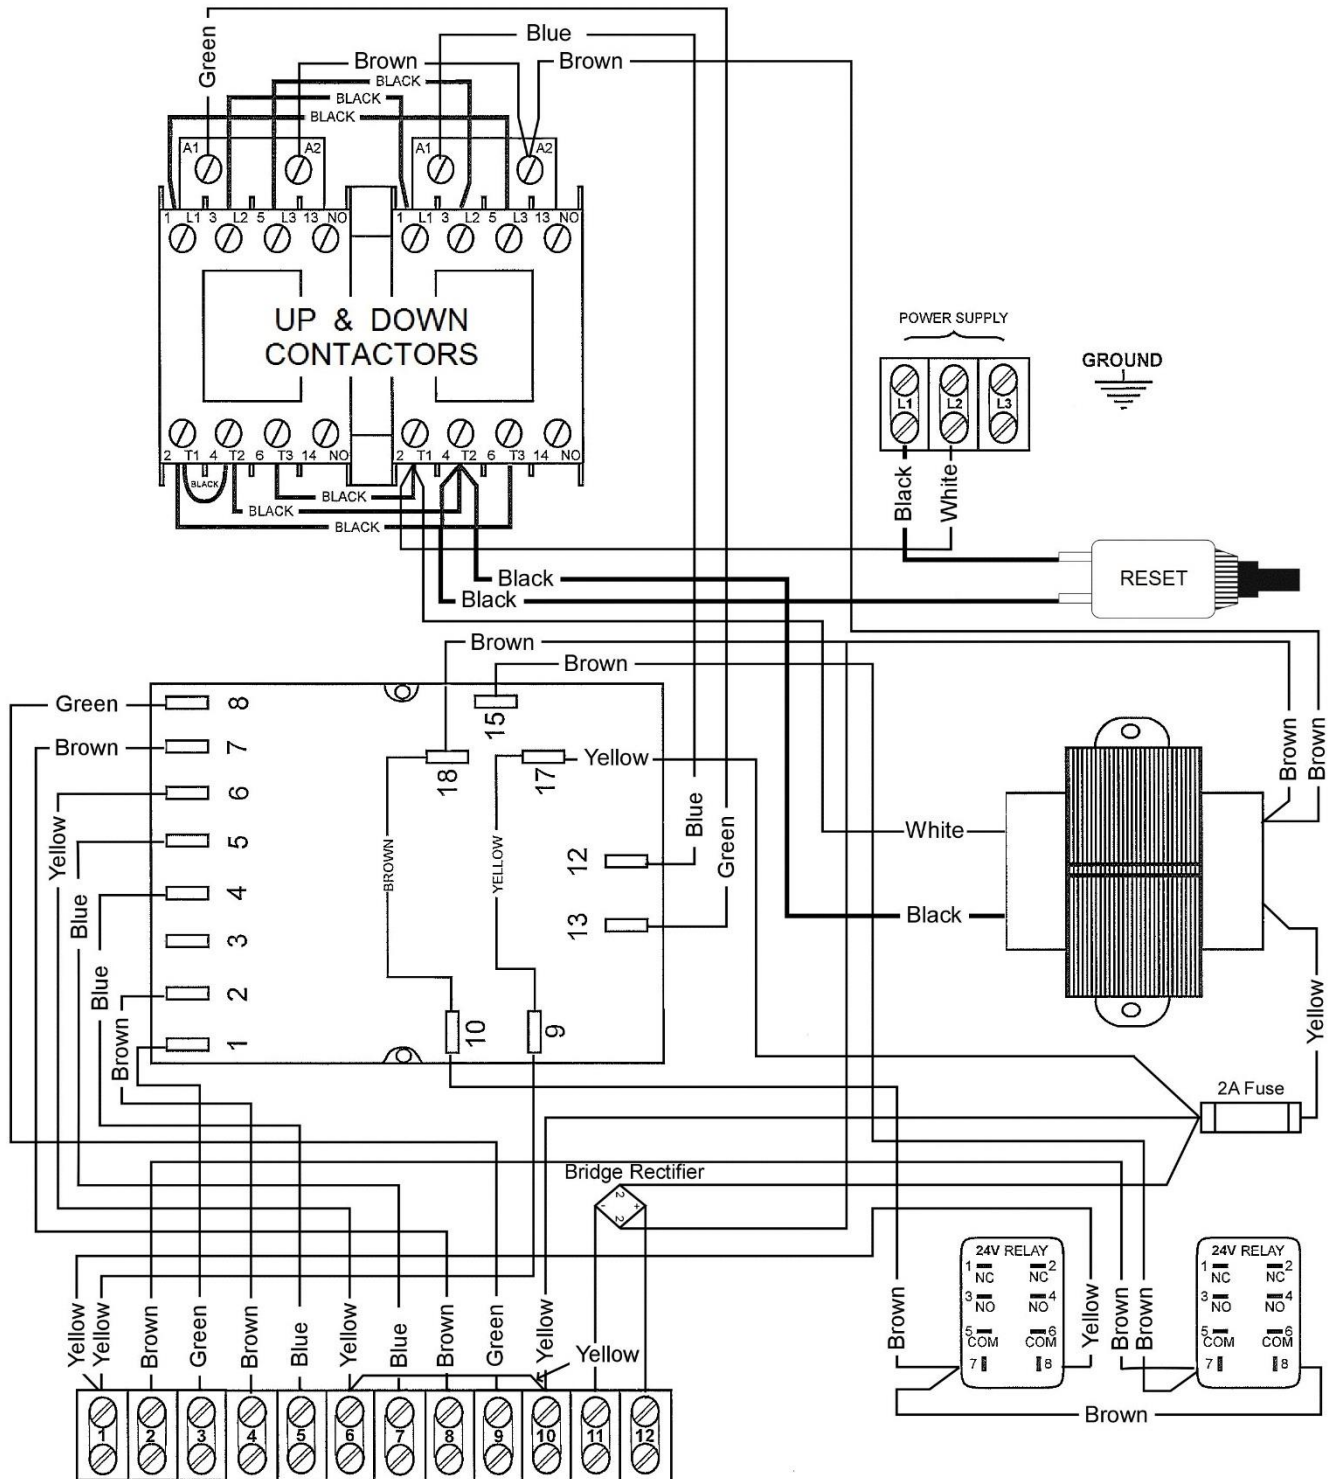 Green
Blue
Brown
Brown
BLACK
BLACK
BLACK
A1
A2
A1
A2
1 L1 3 L2 5 L3 13 NO
1 L1 3 L2 5 L3 13 NO
UP & DOWN
CONTACTORS
2 T1 4 T2 6 T3 14 NO
2 T1 4 T2 6 T3 14 NO
BLACK
BLACK
BLACK
BLACK
POWER SUPPLY
L1 L2 L3
GROUND
Black
White
RESET
Black
Black
Brown
Brown
Green
Brown
Yellow
Blue
Blue
Brown
8
7
6
5
4
3
2
1
15
18
17
Yellow
BROWN
YELLOW
12
13
10
9
Blue
Green
White
Black
Brown
Brown
Yellow
2A Fuse
Bridge Rectifier
2
- +
2
Yellow
Yellow
Brown
Green
Brown
Blue
Yellow
Blue
Brown
Green
Yellow
Yellow
1 2 3 4 5 6 7 8 9 10 11 12
Brown
24V RELAY
1 2
NC NC
3 4
NO NO
5 6
COM COM
7 8
Yellow
Brown
Brown
24V RELAY
1 2
NC NC
3 4
NO NO
5 6
COM COM
7 8
Brown